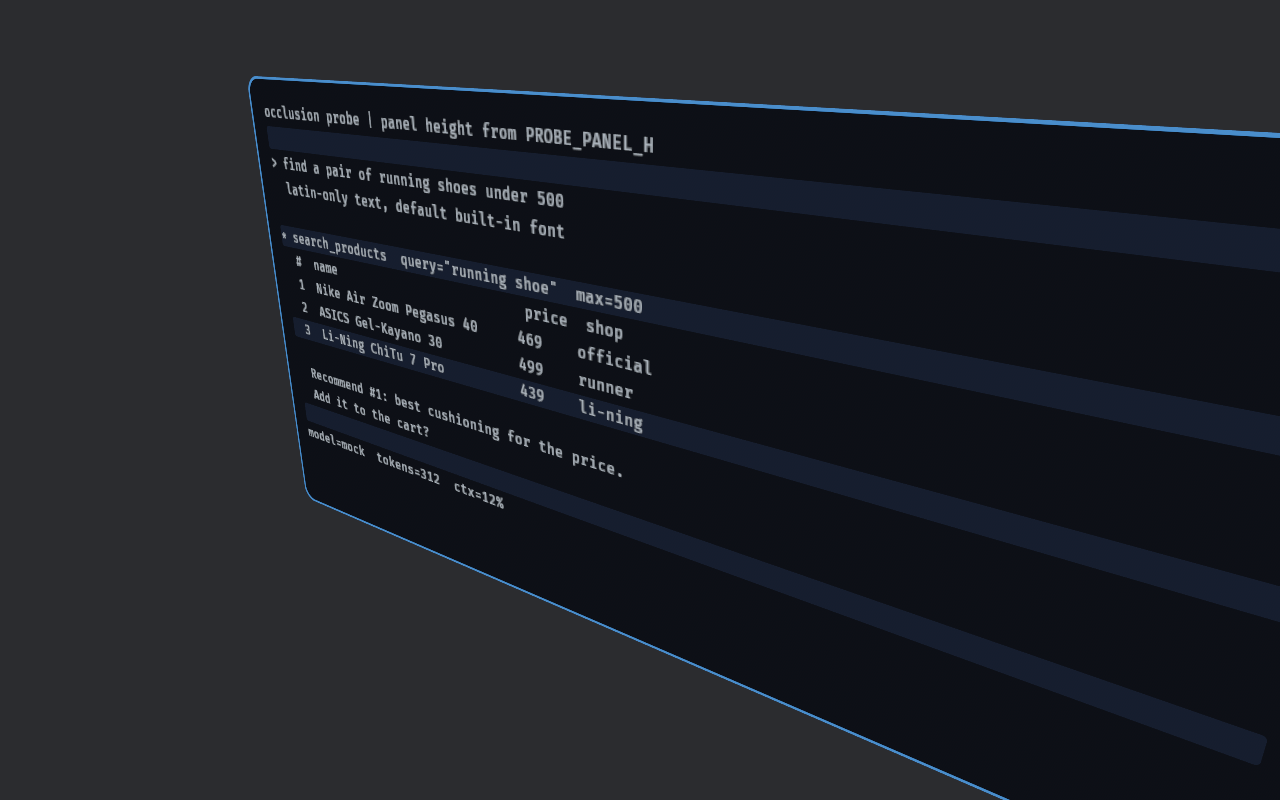 occlusion probe | panel height from PROBE_PANEL_H
> find a pair of running shoes under 500
latin-only text, default built-in font
* search_products query="running shoe" max=500
# name price shop
1 Nike Air Zoom Pegasus 40 469 official
2 ASICS Gel-Kayano 30 499 runner
3 Li-Ning ChiTu 7 Pro 439 li-ning
Recommend #1: best cushioning for the price.
Add it to the cart?
model=mock tokens=312 ctx=12%